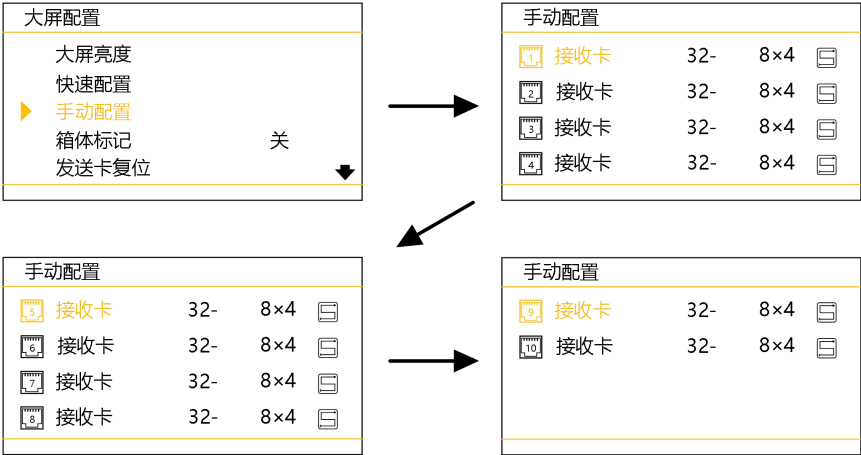 大屏配置
大屏亮度
快速配置
手动配置
箱体标记 关
发送卡复位
手动配置
1 接收卡 32- 8×4
2 接收卡 32- 8×4
3 接收卡 32- 8×4
4 接收卡 32- 8×4
手动配置
5 接收卡 32- 8×4
6 接收卡 32- 8×4
7 接收卡 32- 8×4
8 接收卡 32- 8×4
手动配置
9 接收卡 32- 8×4
10 接收卡 32- 8×4